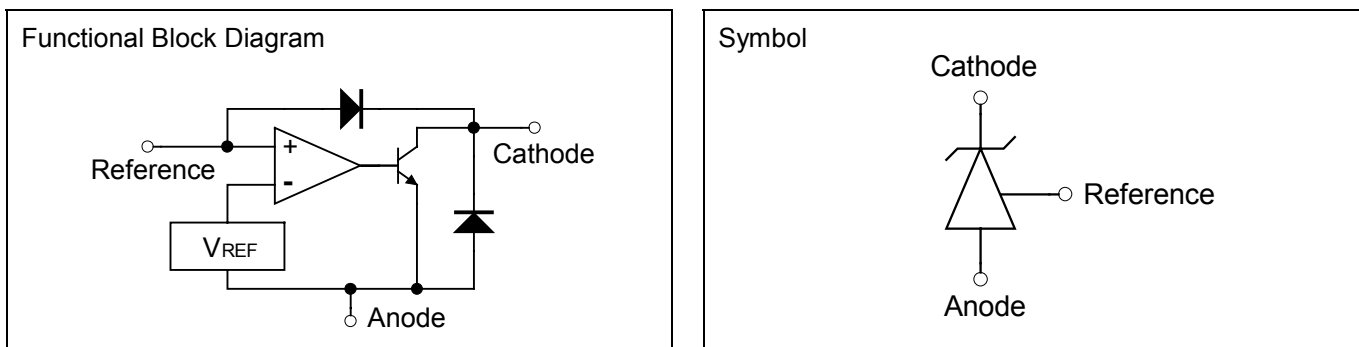 Functional Block Diagram
+
-
Reference
Cathode
VREF
Anode
Symbol
Cathode
Reference
Anode